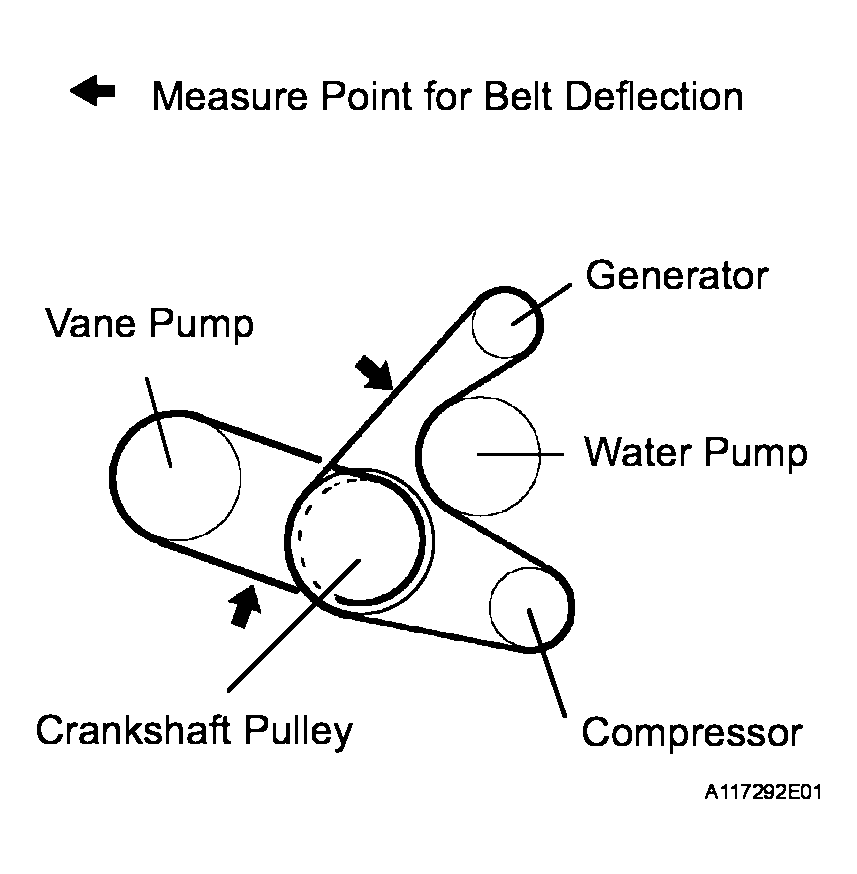 Measure Point for Belt Deflection
Generator
Vane Pump
Water Pump
Crankshaft Pulley
Compressor
A117292E01